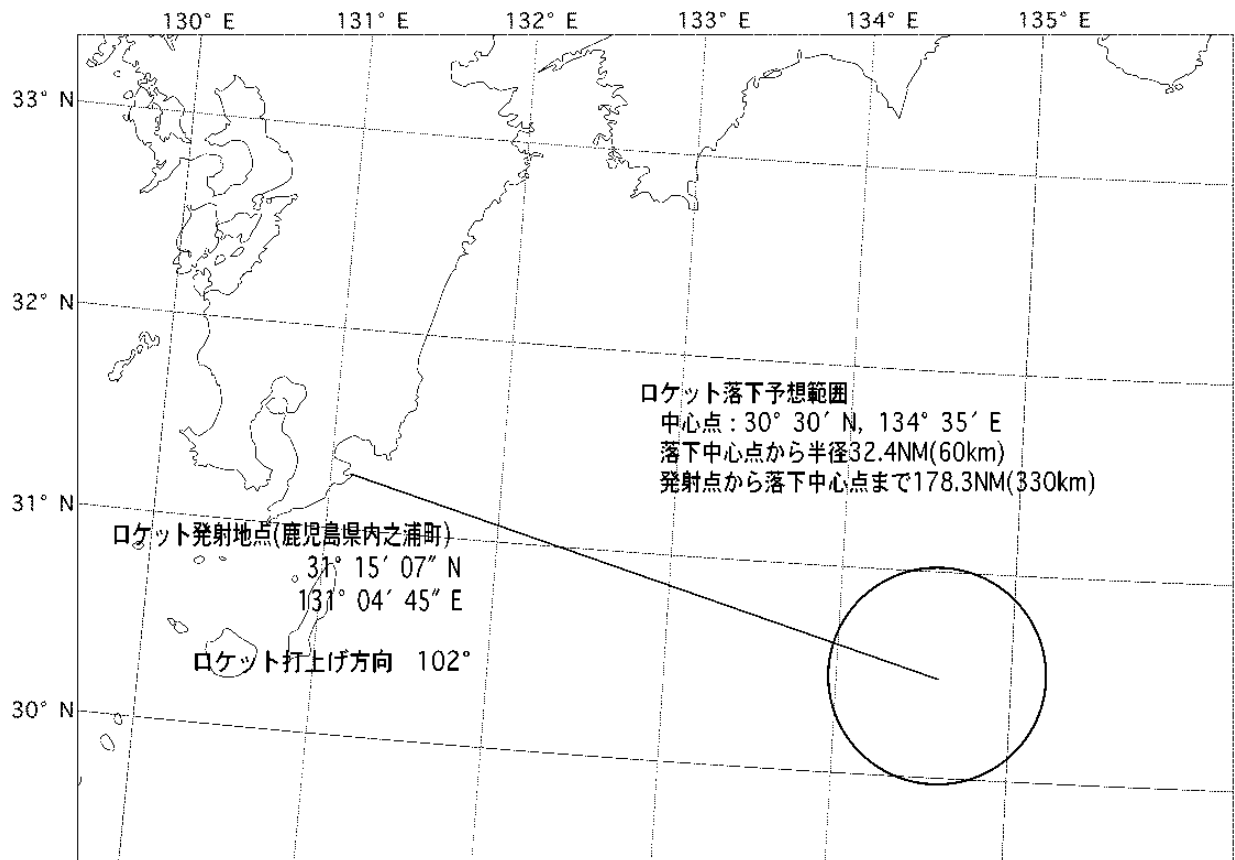 130° E 131° E 132° E 133° E 134° E 135° E
33° N
32° N
ロケット落下予想範囲
中心点 : 30° 30′ N, 134° 35′ E
落下中心点から半径32.4NM(60km)
発射点から落下中心点まで178.3NM(330km)
31° N
ロケット発射地点(鹿児島県内之浦町)
31° 15′ 07″ N
131° 04′ 45″ E
ロケット打上げ方向 102°
30° N